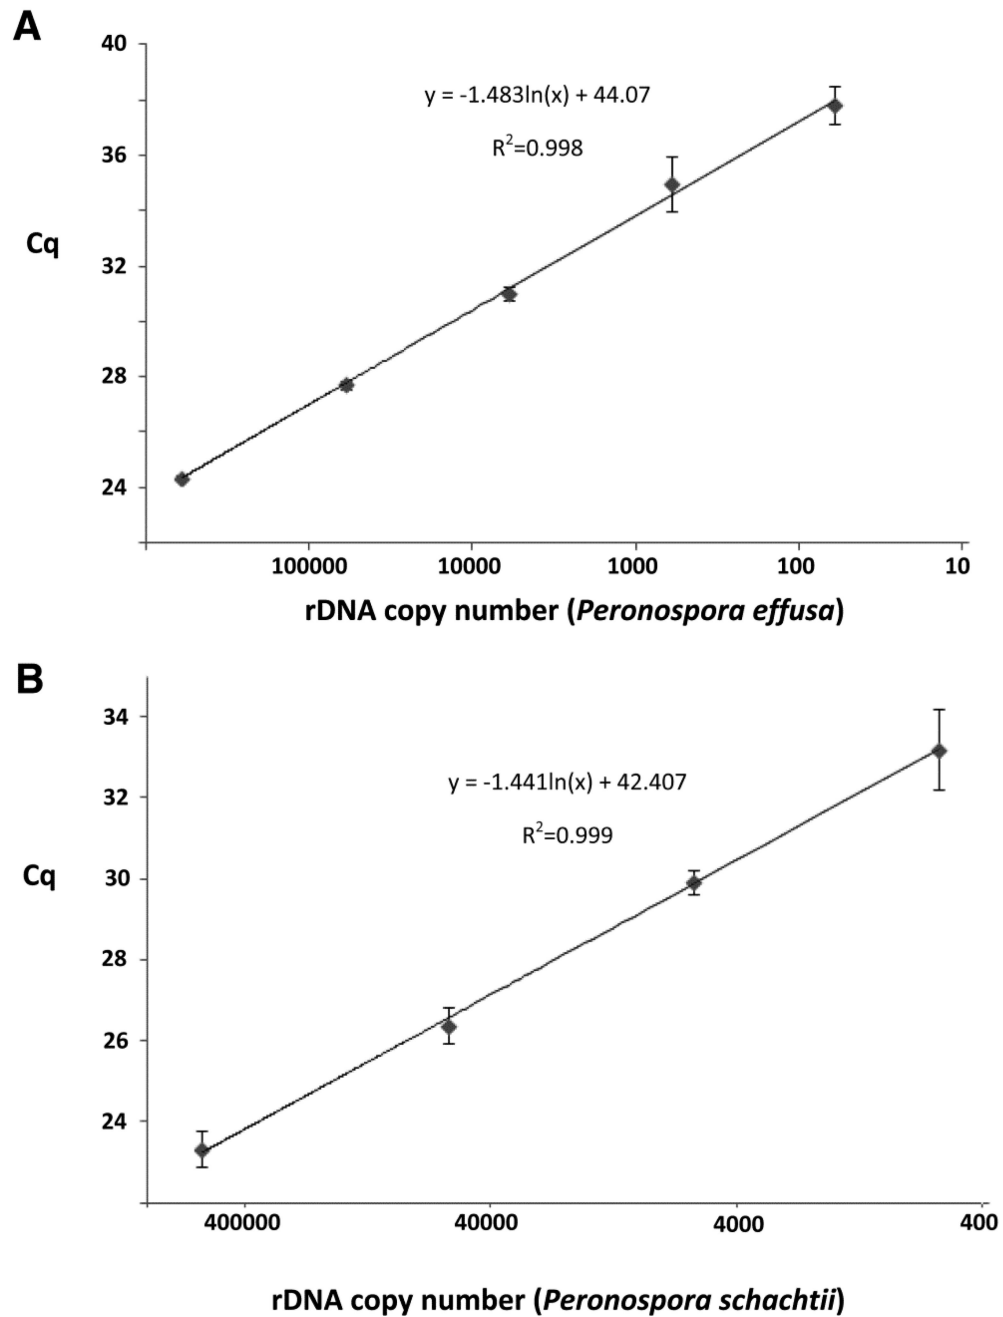 A
40
36
32
28
24
Cq
y = -1.483ln(x) + 44.07
R²=0.998
100000 10000 1000 100 10
rDNA copy number (Peronospora effusa)
B
34
32
30
28
26
24
Cq
y = -1.441ln(x) + 42.407
R²=0.999
400000 40000 4000 400
rDNA copy number (Peronospora schachtii)